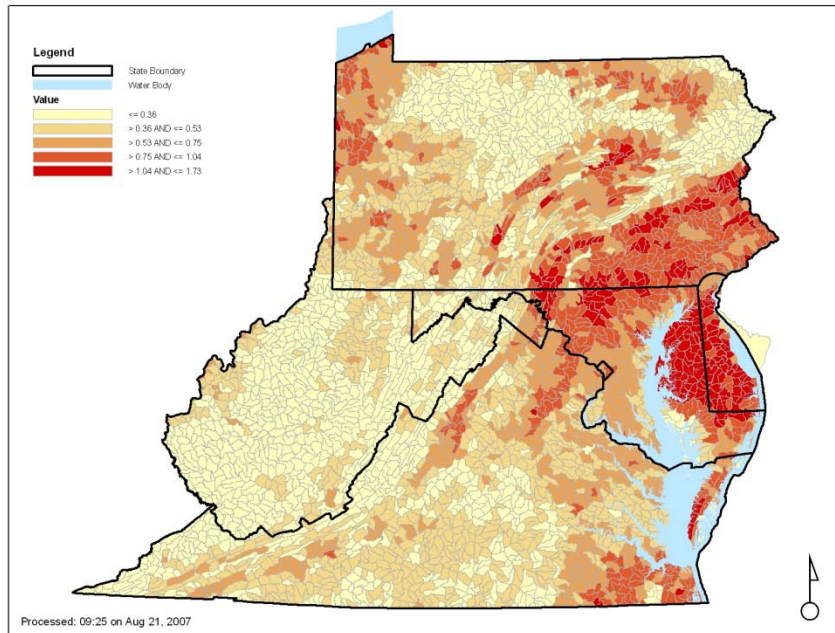 Legend
State Boundary
Water Body
Value
<= 0.36
> 0.36 AND <= 0.53
> 0.53 AND <= 0.75
> 0.75 AND <= 1.04
> 1.04 AND <= 1.73
Processed: 09:25 on Aug 21, 2007